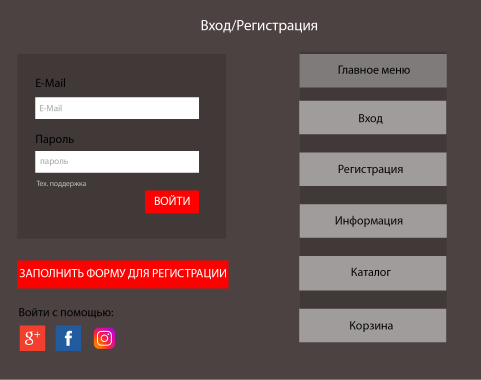 Вход/Регистрация
E-Mail
E-Mail
Пароль
пароль
Тех. поддержка
ВОЙТИ
ЗАПОЛНИТЬ ФОРМУ ДЛЯ РЕГИСТРАЦИИ
Войти с помощью:
g+ f
Главное меню
Вход
Регистрация
Информация
Каталог
Корзина